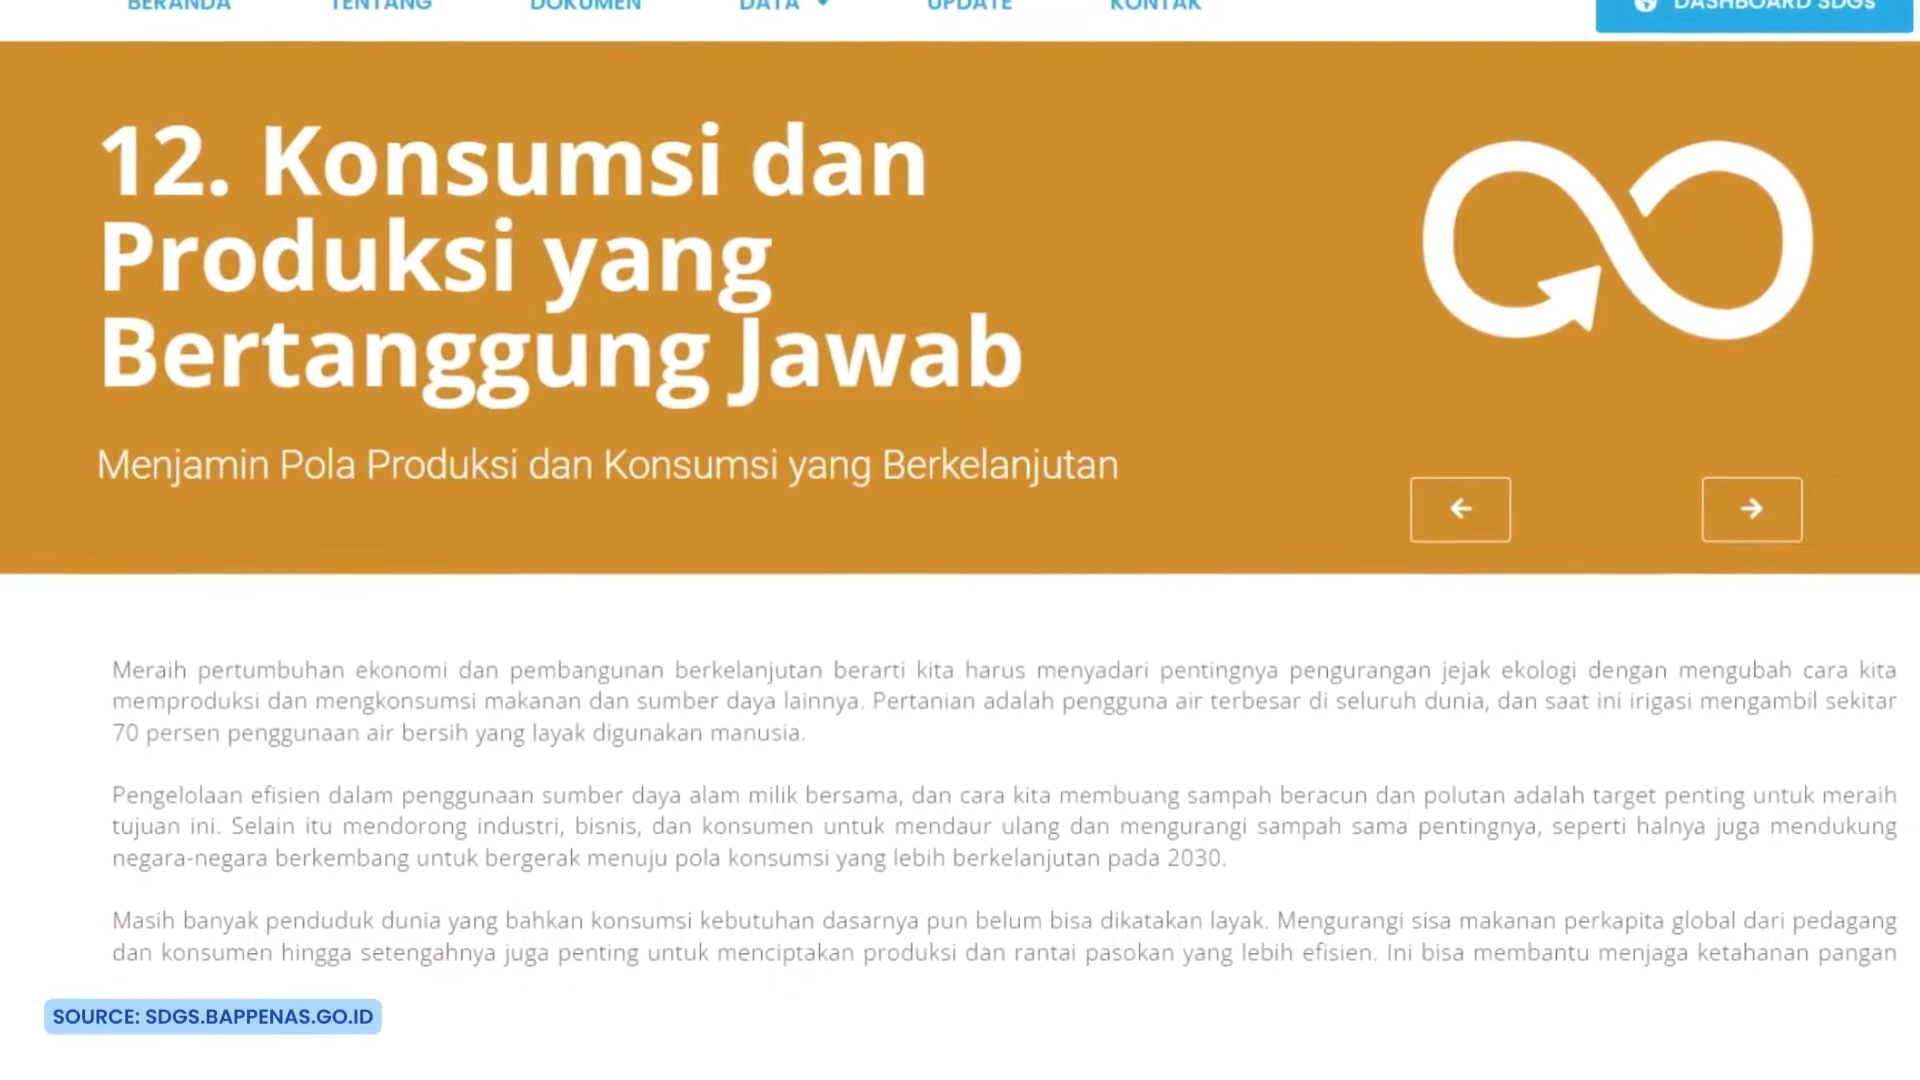 BERANDA TENTANG DOKUMEN DATA UPDATE KONTAK DASHBOARD SDGs
12. Konsumsi dan
Produksi yang
Bertanggung Jawab
Menjamin Pola Produksi dan Konsumsi yang Berkelanjutan
Meraih pertumbuhan ekonomi dan pembangunan berkelanjutan berarti kita harus menyadari pentingnya pengurangan jejak ekologi dengan mengubah cara kita
memproduksi dan mengkonsumsi makanan dan sumber daya lainnya. Pertanian adalah pengguna air terbesar di seluruh dunia, dan saat ini irigasi mengambil sekitar
70 persen penggunaan air bersih yang layak digunakan manusia.
Pengelolaan efisien dalam penggunaan sumber daya alam milik bersama, dan cara kita membuang sampah beracun dan polutan adalah target penting untuk meraih
tujuan ini. Selain itu mendorong industri, bisnis, dan konsumen untuk mendaur ulang dan mengurangi sampah sama pentingnya, seperti halnya juga mendukung
negara-negara berkembang untuk bergerak menuju pola konsumsi yang lebih berkelanjutan pada 2030.
Masih banyak penduduk dunia yang bahkan konsumsi kebutuhan dasarnya pun belum bisa dikatakan layak. Mengurangi sisa makanan perkapita global dari pedagang
dan konsumen hingga setengahnya juga penting untuk menciptakan produksi dan rantai pasokan yang lebih efisien. Ini bisa membantu menjaga ketahanan pangan
SOURCE: SDGS.BAPPENAS.GO.ID